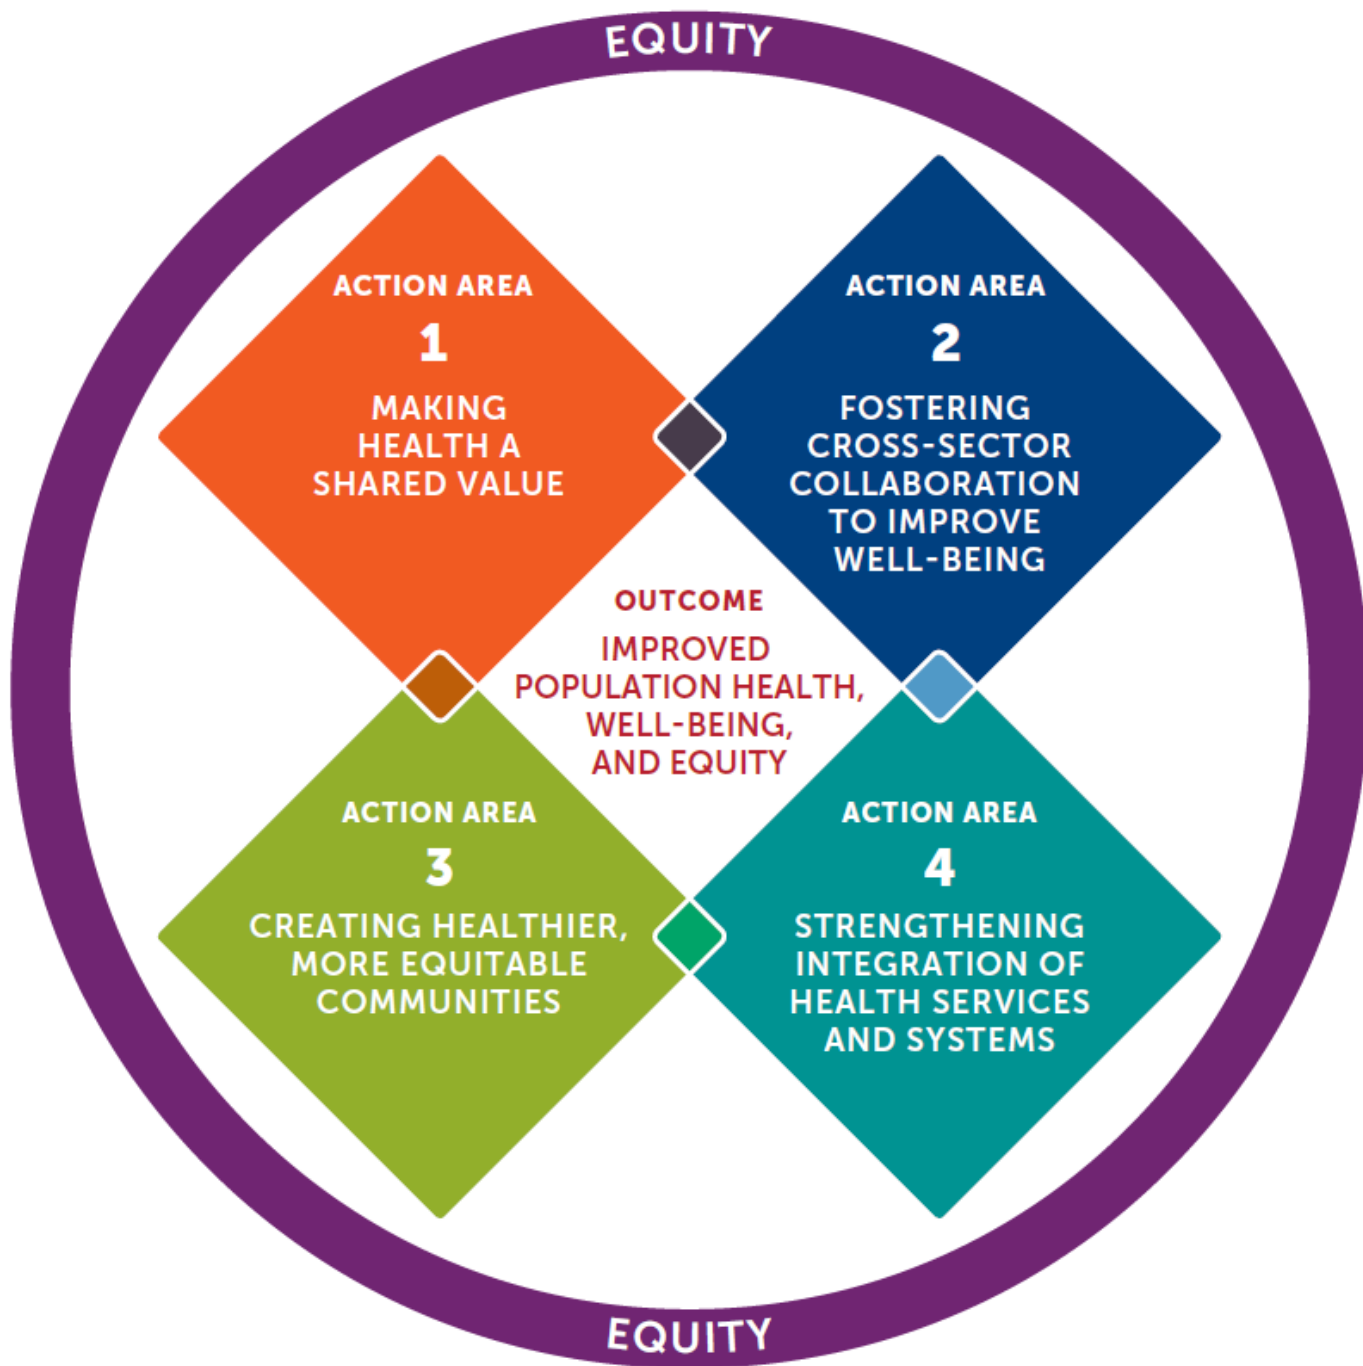 EQUITY
ACTION AREA
1
MAKING
HEALTH A
SHARED VALUE
ACTION AREA
2
FOSTERING
CROSS-SECTOR
COLLABORATION
TO IMPROVE
WELL-BEING
OUTCOME
IMPROVED
POPULATION HEALTH,
WELL-BEING,
AND EQUITY
ACTION AREA
3
CREATING HEALTHIER,
MORE EQUITABLE
COMMUNITIES
ACTION AREA
4
STRENGTHENING
INTEGRATION OF
HEALTH SERVICES
AND SYSTEMS
EQUITY